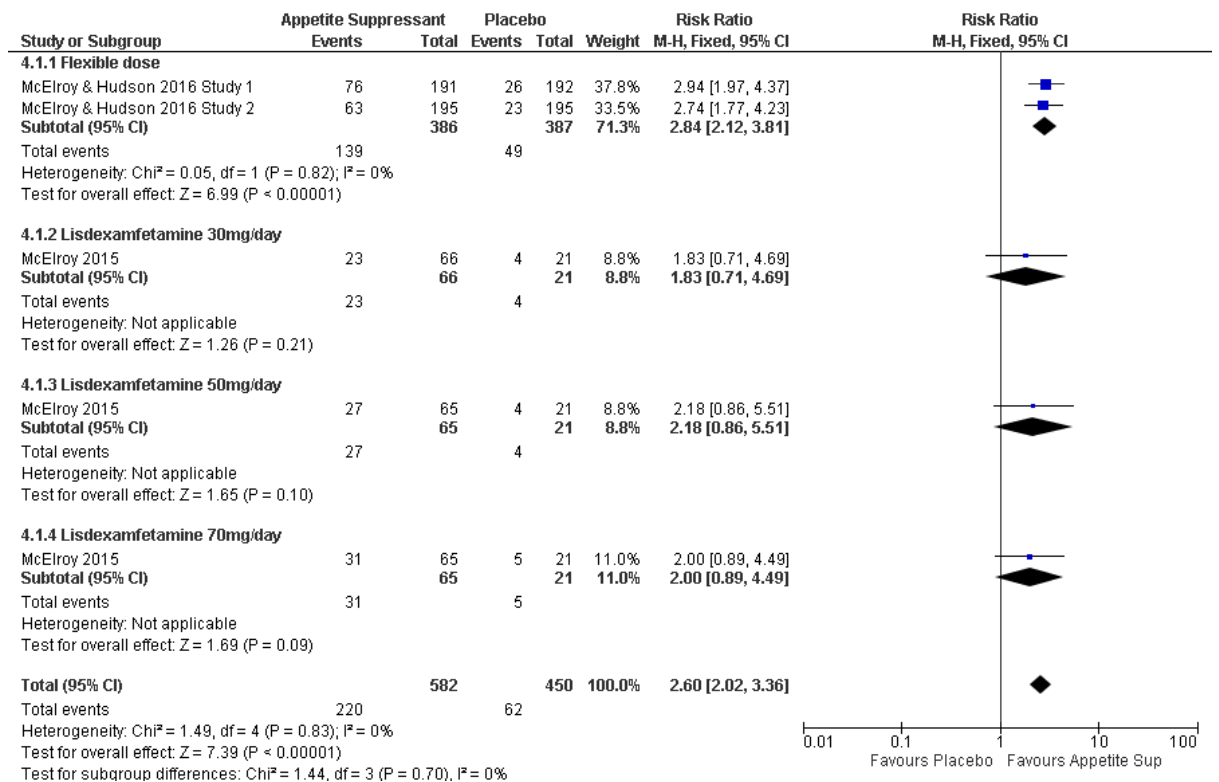 Appetite Suppressant Placebo Risk Ratio Risk Ratio
Study or Subgroup Events Total Events Total Weight M-H, Fixed, 95% CI M-H, Fixed, 95% CI
4.1.1 Flexible dose
McElroy & Hudson 2016 Study 1 76 191 26 192 37.8% 2.94 [1.97, 4.37]
McElroy & Hudson 2016 Study 2 63 195 23 195 33.5% 2.74 [1.77, 4.23]
Subtotal (95% CI) 386 387 71.3% 2.84 [2.12, 3.81]
Total events 139 49
Heterogeneity: Chi² = 0.05, df = 1 (P = 0.82); I² = 0%
Test for overall effect: Z = 6.99 (P < 0.00001)
4.1.2 Lisdexamfetamine 30mg/day
McElroy 2015 23 66 4 21 8.8% 1.83 [0.71, 4.69]
Subtotal (95% CI) 66 21 8.8% 1.83 [0.71, 4.69]
Total events 23 4
Heterogeneity: Not applicable
Test for overall effect: Z = 1.26 (P = 0.21)
4.1.3 Lisdexamfetamine 50mg/day
McElroy 2015 27 65 4 21 8.8% 2.18 [0.86, 5.51]
Subtotal (95% CI) 65 21 8.8% 2.18 [0.86, 5.51]
Total events 27 4
Heterogeneity: Not applicable
Test for overall effect: Z = 1.65 (P = 0.10)
4.1.4 Lisdexamfetamine 70mg/day
McElroy 2015 31 65 5 21 11.0% 2.00 [0.89, 4.49]
Subtotal (95% CI) 65 21 11.0% 2.00 [0.89, 4.49]
Total events 31 5
Heterogeneity: Not applicable
Test for overall effect: Z = 1.69 (P = 0.09)
Total (95% CI) 582 450 100.0% 2.60 [2.02, 3.36]
Total events 220 62
Heterogeneity: Chi² = 1.49, df = 4 (P = 0.83); I² = 0%
Test for overall effect: Z = 7.39 (P < 0.00001)
Test for subgroup differences: Chi² = 1.44, df = 3 (P = 0.70), I² = 0%
0.01 0.1 1 10 100
Favours Placebo Favours Appetite Sup